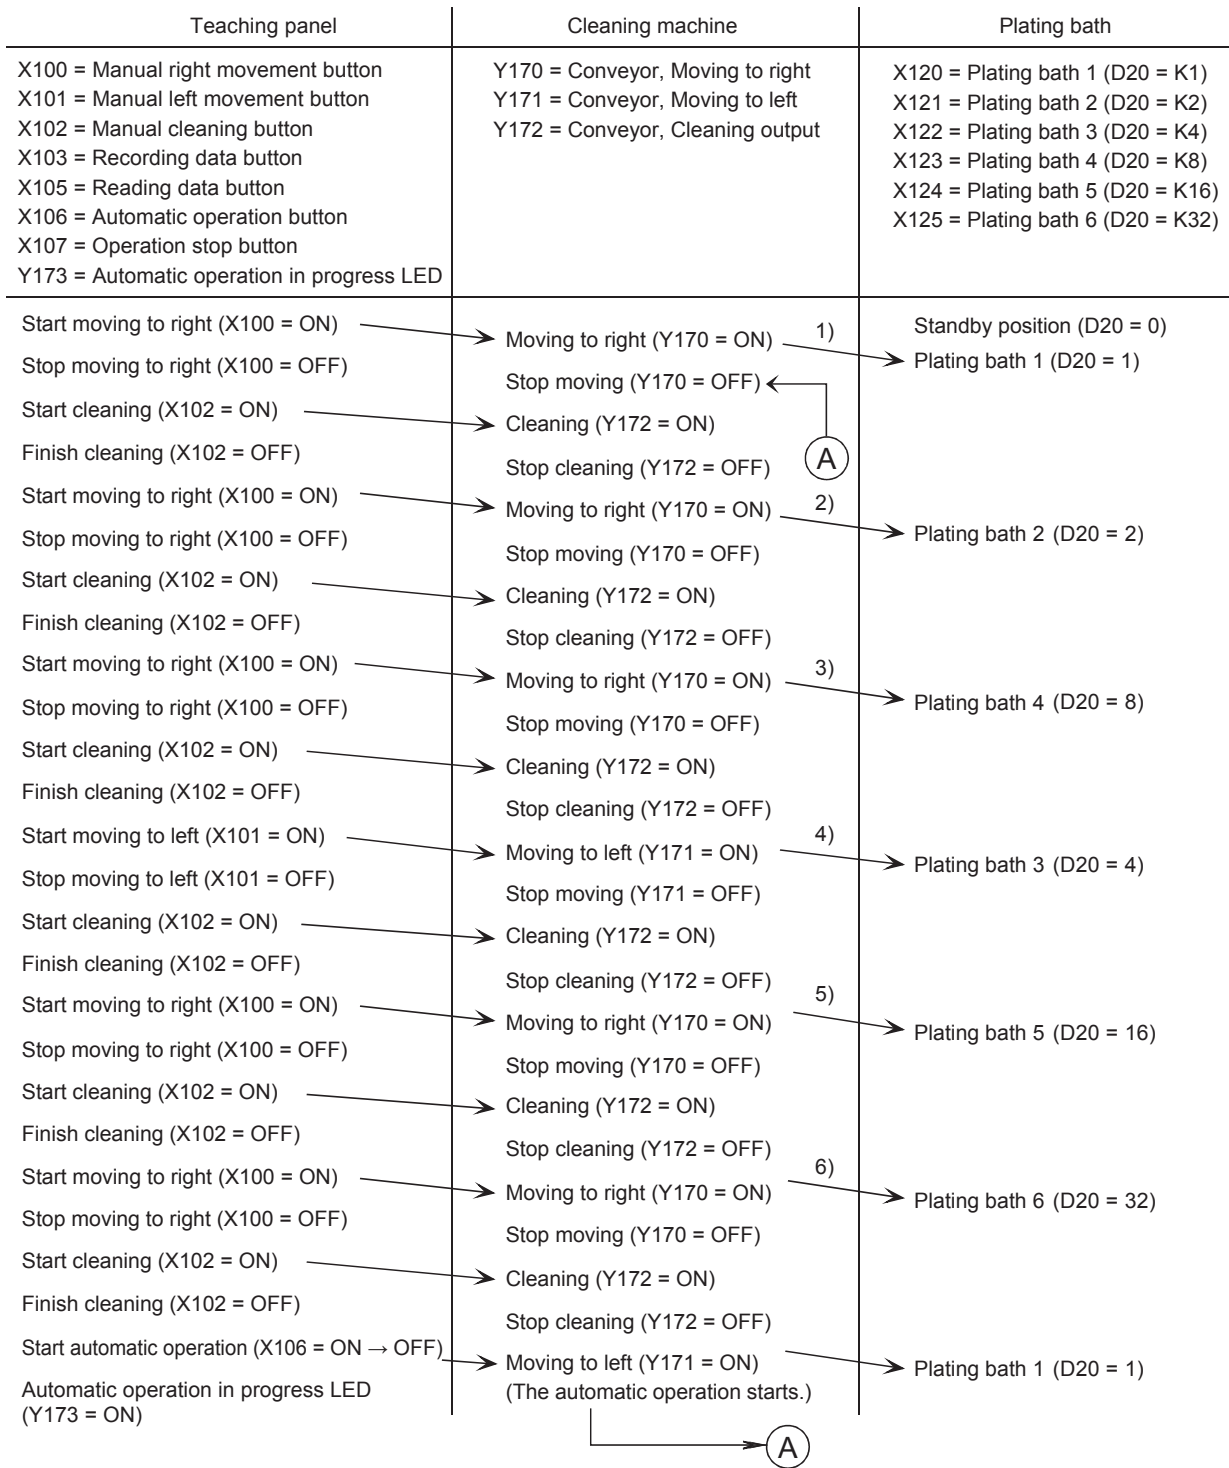 Teaching panel
Cleaning machine
Plating bath
X100 = Manual right movement button
X101 = Manual left movement button
X102 = Manual cleaning button
X103 = Recording data button
X105 = Reading data button
X106 = Automatic operation button
X107 = Operation stop button
Y173 = Automatic operation in progress LED
Y170 = Conveyor, Moving to right
Y171 = Conveyor, Moving to left
Y172 = Conveyor, Cleaning output
X120 = Plating bath 1 (D20 = K1)
X121 = Plating bath 2 (D20 = K2)
X122 = Plating bath 3 (D20 = K4)
X123 = Plating bath 4 (D20 = K8)
X124 = Plating bath 5 (D20 = K16)
X125 = Plating bath 6 (D20 = K32)
Start moving to right (X100 = ON)
Stop moving to right (X100 = OFF)
Start cleaning (X102 = ON)
Finish cleaning (X102 = OFF)
Start moving to right (X100 = ON)
Stop moving to right (X100 = OFF)
Start cleaning (X102 = ON)
Finish cleaning (X102 = OFF)
Start moving to right (X100 = ON)
Stop moving to right (X100 = OFF)
Start cleaning (X102 = ON)
Finish cleaning (X102 = OFF)
Start moving to left (X101 = ON)
Stop moving to left (X101 = OFF)
Start cleaning (X102 = ON)
Finish cleaning (X102 = OFF)
Start moving to right (X100 = ON)
Stop moving to right (X100 = OFF)
Start cleaning (X102 = ON)
Finish cleaning (X102 = OFF)
Start moving to right (X100 = ON)
Stop moving to right (X100 = OFF)
Start cleaning (X102 = ON)
Finish cleaning (X102 = OFF)
Start automatic operation (X106 = ON → OFF)
Automatic operation in progress LED
(Y173 = ON)
Moving to right (Y170 = ON)
1)
Stop moving (Y170 = OFF)
Cleaning (Y172 = ON)
A
Stop cleaning (Y172 = OFF)
Moving to right (Y170 = ON)
2)
Stop moving (Y170 = OFF)
Cleaning (Y172 = ON)
Stop cleaning (Y172 = OFF)
Moving to right (Y170 = ON)
3)
Stop moving (Y170 = OFF)
Cleaning (Y172 = ON)
Stop cleaning (Y172 = OFF)
Moving to left (Y171 = ON)
4)
Stop moving (Y171 = OFF)
Cleaning (Y172 = ON)
Stop cleaning (Y172 = OFF)
5)
Moving to right (Y170 = ON)
Stop moving (Y170 = OFF)
Cleaning (Y172 = ON)
Stop cleaning (Y172 = OFF)
6)
Moving to right (Y170 = ON)
Stop moving (Y170 = OFF)
Cleaning (Y172 = ON)
Stop cleaning (Y172 = OFF)
Moving to left (Y171 = ON)
(The automatic operation starts.)
A
Standby position (D20 = 0)
Plating bath 1 (D20 = 1)
Plating bath 2 (D20 = 2)
Plating bath 4 (D20 = 8)
Plating bath 3 (D20 = 4)
Plating bath 5 (D20 = 16)
Plating bath 6 (D20 = 32)
Plating bath 1 (D20 = 1)